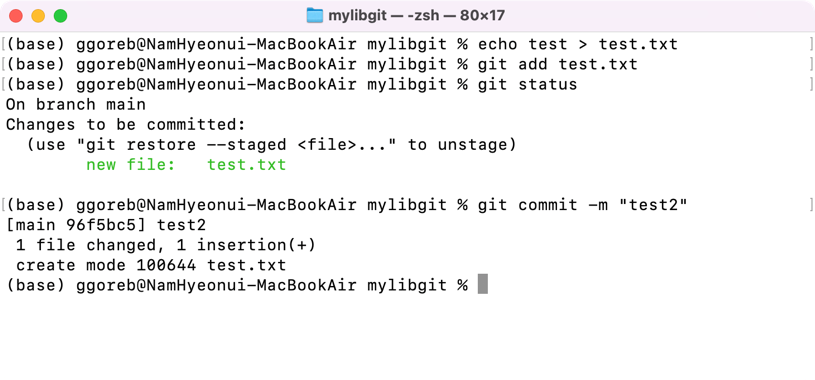 mylibgit — -zsh — 80×17
(base) ggoreb@NamHyeonui-MacBookAir mylibgit % echo test > test.txt
(base) ggoreb@NamHyeonui-MacBookAir mylibgit % git add test.txt
(base) ggoreb@NamHyeonui-MacBookAir mylibgit % git status
On branch main
Changes to be committed:
  (use "git restore --staged <file>..." to unstage)
        new file:   test.txt

(base) ggoreb@NamHyeonui-MacBookAir mylibgit % git commit -m "test2"
[main 96f5bc5] test2
 1 file changed, 1 insertion(+)
 create mode 100644 test.txt
(base) ggoreb@NamHyeonui-MacBookAir mylibgit %